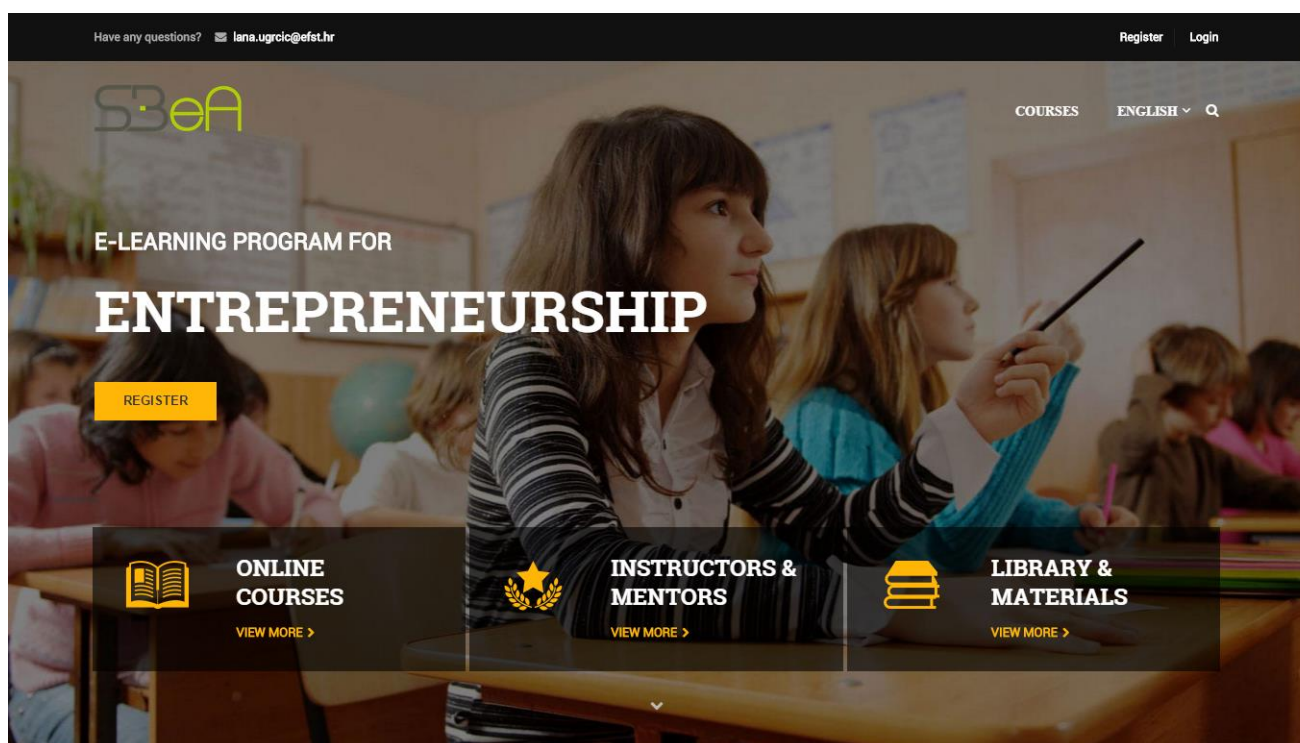 Have any questions? lana.ugrcic@efst.hr
Register Login
SBeA
COURSES ENGLISH
E-LEARNING PROGRAM FOR
ENTREPRENEURSHIP
REGISTER
ONLINE
COURSES
VIEW MORE >
INSTRUCTORS &
MENTORS
VIEW MORE >
LIBRARY &
MATERIALS
VIEW MORE >